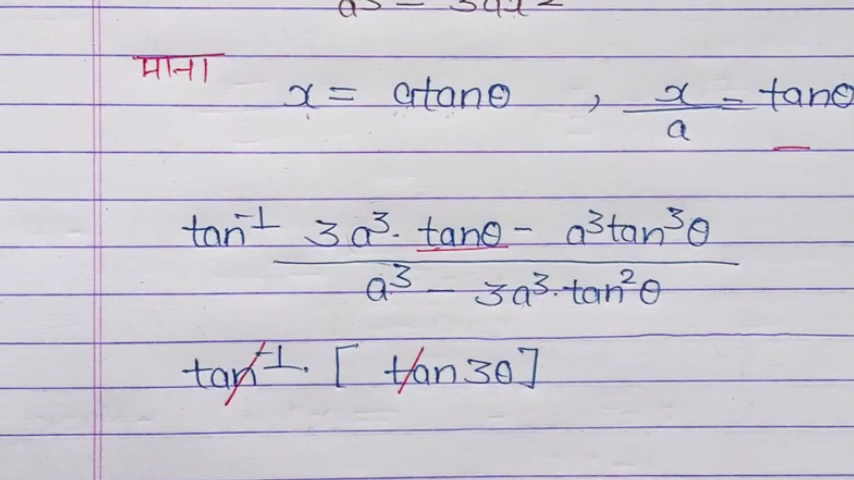 माना
x = a tanθ , x/a = tanθ
tan⁻¹ 3a³· tanθ - a³tan³θ
a³ - 3a³·tan²θ
tan⁻¹· [ tan3θ]